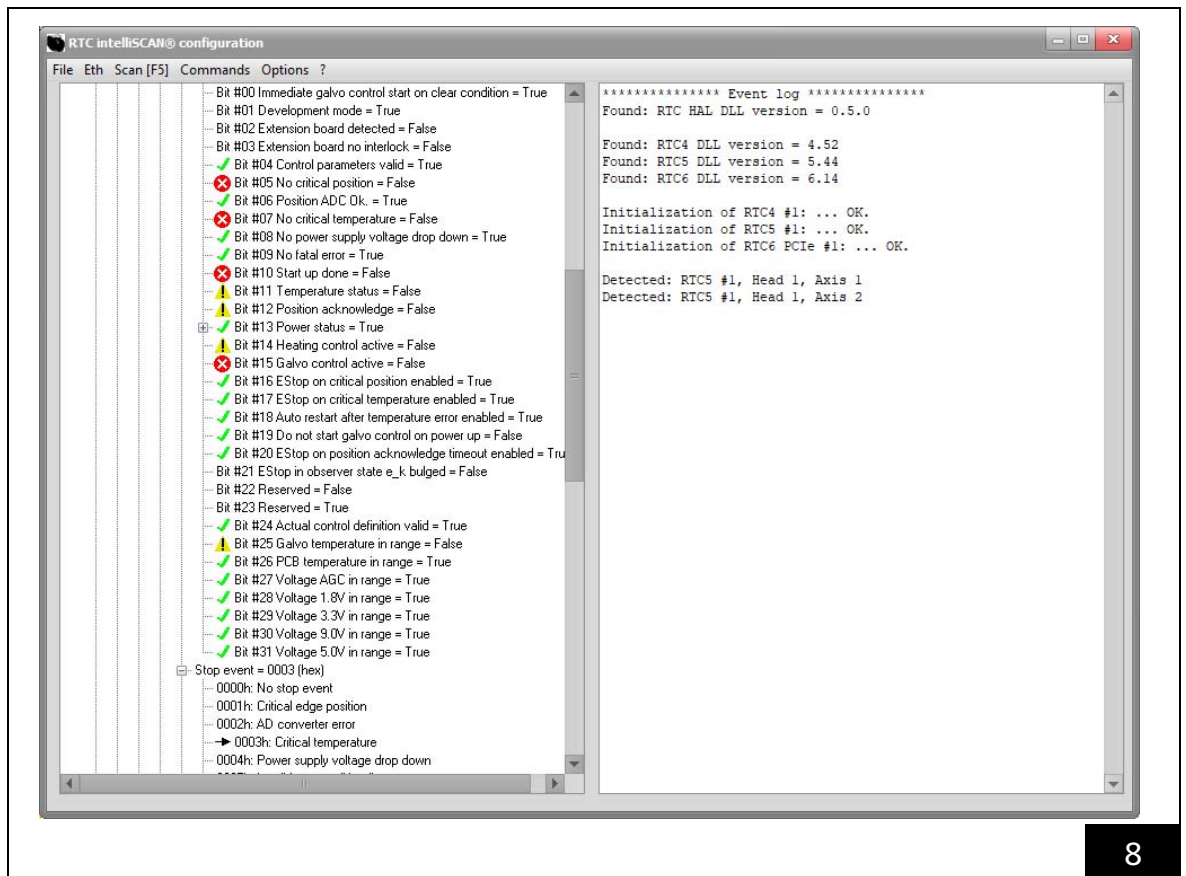 RTC intelliSCAN® configuration
File Eth Scan [F5] Commands Options ?
Bit #00 Immediate galvo control start on clear condition = True
Bit #01 Development mode = True
Bit #02 Extension board detected = False
Bit #03 Extension board no interlock = False
Bit #04 Control parameters valid = True
Bit #05 No critical position = False
Bit #06 Position ADC Ok. = True
Bit #07 No critical temperature = False
Bit #08 No power supply voltage drop down = True
Bit #09 No fatal error = True
Bit #10 Start up done = False
Bit #11 Temperature status = False
Bit #12 Position acknowledge = False
Bit #13 Power status = True
Bit #14 Heating control active = False
Bit #15 Galvo control active = False
Bit #16 EStop on critical position enabled = True
Bit #17 EStop on critical temperature enabled = True
Bit #18 Auto restart after temperature error enabled = True
Bit #19 Do not start galvo control on power up = False
Bit #20 EStop on position acknowledge timeout enabled = Tru
Bit #21 EStop in observer state e_k bulged = False
Bit #22 Reserved = False
Bit #23 Reserved = True
Bit #24 Actual control definition valid = True
Bit #25 Galvo temperature in range = False
Bit #26 PCB temperature in range = True
Bit #27 Voltage AGC in range = True
Bit #28 Voltage 1.8V in range = True
Bit #29 Voltage 3.3V in range = True
Bit #30 Voltage 9.0V in range = True
Bit #31 Voltage 5.0V in range = True
Stop event = 0003 (hex)
0000h: No stop event
0001h: Critical edge position
0002h: AD converter error
0003h: Critical temperature
0004h: Power supply voltage drop down
*************** Event log ***************
Found: RTC HAL DLL version = 0.5.0
Found: RTC4 DLL version = 4.52
Found: RTC5 DLL version = 5.44
Found: RTC6 DLL version = 6.14
Initialization of RTC4 #1: ... OK.
Initialization of RTC5 #1: ... OK.
Initialization of RTC6 PCIe #1: ... OK.
Detected: RTC5 #1, Head 1, Axis 1
Detected: RTC5 #1, Head 1, Axis 2
8